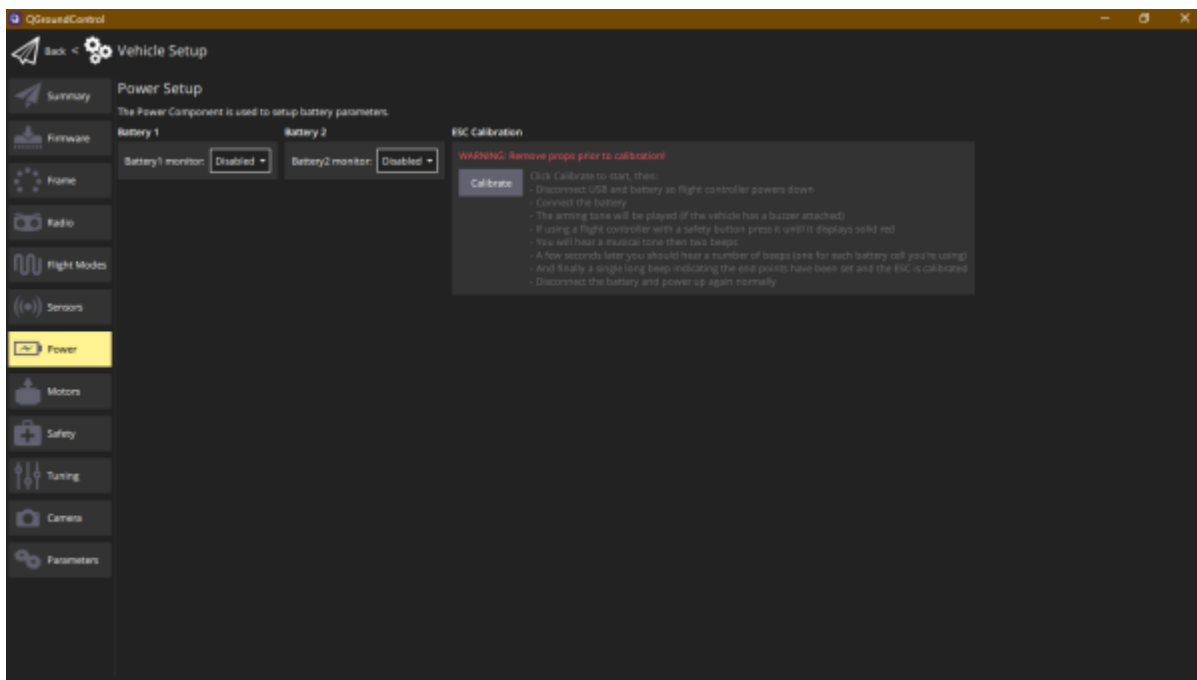 QGroundControl
Back < Vehicle Setup
Summary
Firmware
Frame
Radio
Flight Modes
Sensors
Power
Motors
Safety
Tuning
Camera
Parameters
Power Setup
The Power Component is used to setup battery parameters.
Battery 1
Battery1 monitor: Disabled
Battery 2
Battery2 monitor: Disabled
ESC Calibration
WARNING: Remove props prior to calibration!
Calibrate
Click Calibrate to start, then:
- Disconnect USB and battery so flight controller powers down
- Connect the battery
- The arming tone will be played (if the vehicle has a buzzer attached)
- If using a flight controller with a safety button press it until it displays solid red
- You will hear a musical tone then two beeps
- A few seconds later you should hear a number of beeps (one for each battery cell you're using)
- And finally a single long beep indicating the end points have been set and the ESC is calibrated
- Disconnect the battery and power up again normally